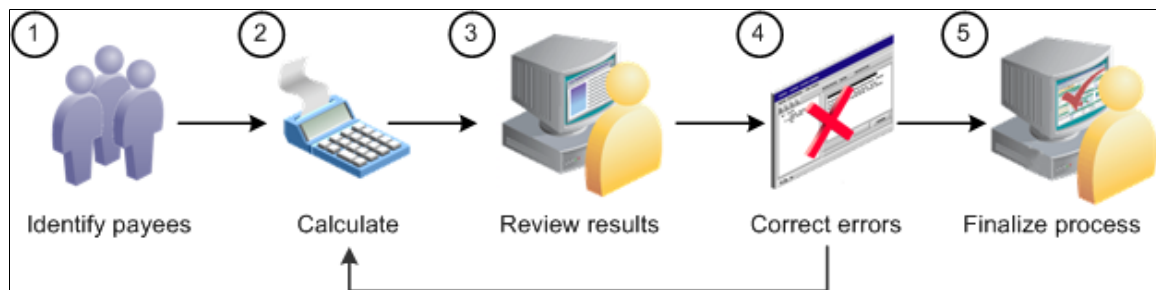 1
2
3
4
5
Identify payees
Calculate
Review results
Correct errors
Finalize process